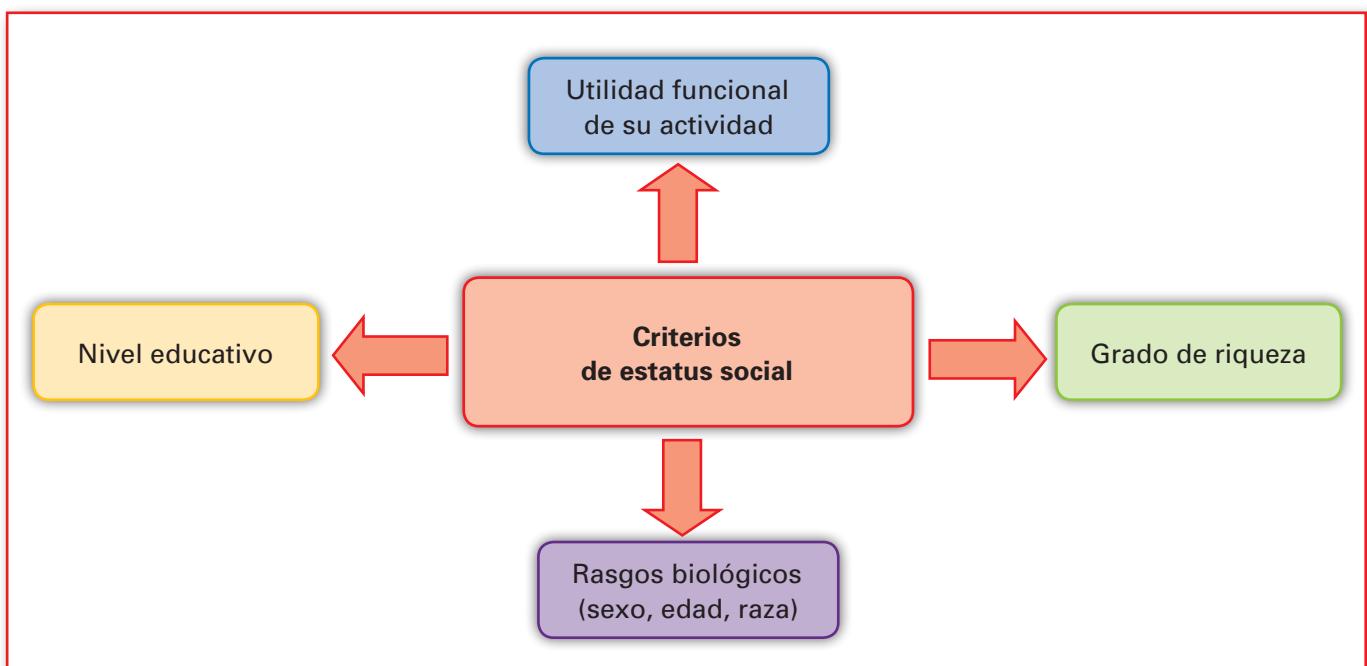 Utilidad funcional
de su actividad
Nivel educativo
Criterios
de estatus social
Grado de riqueza
Rasgos biológicos
(sexo, edad, raza)